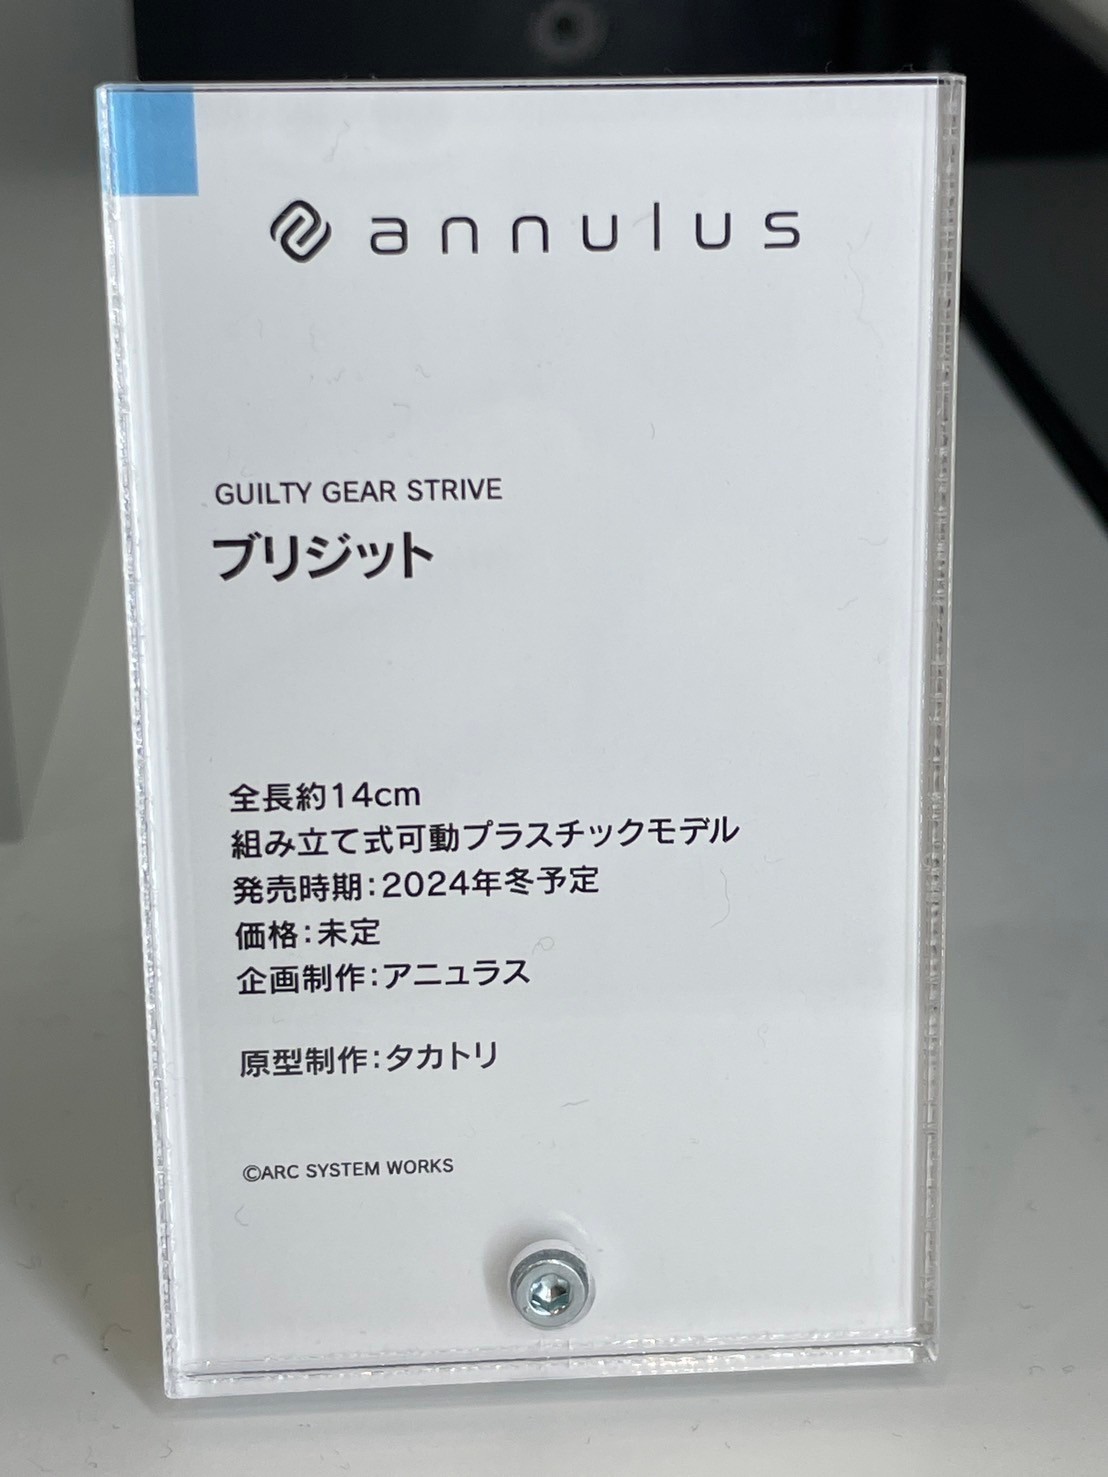 annulus
GUILTY GEAR STRIVE
ブリジット
全長約14cm
組み立て式可動プラスチックモデル
発売時期：2024年冬予定
価格：未定
企画制作：アニュラス
原型制作：タカトリ
©ARC SYSTEM WORKS